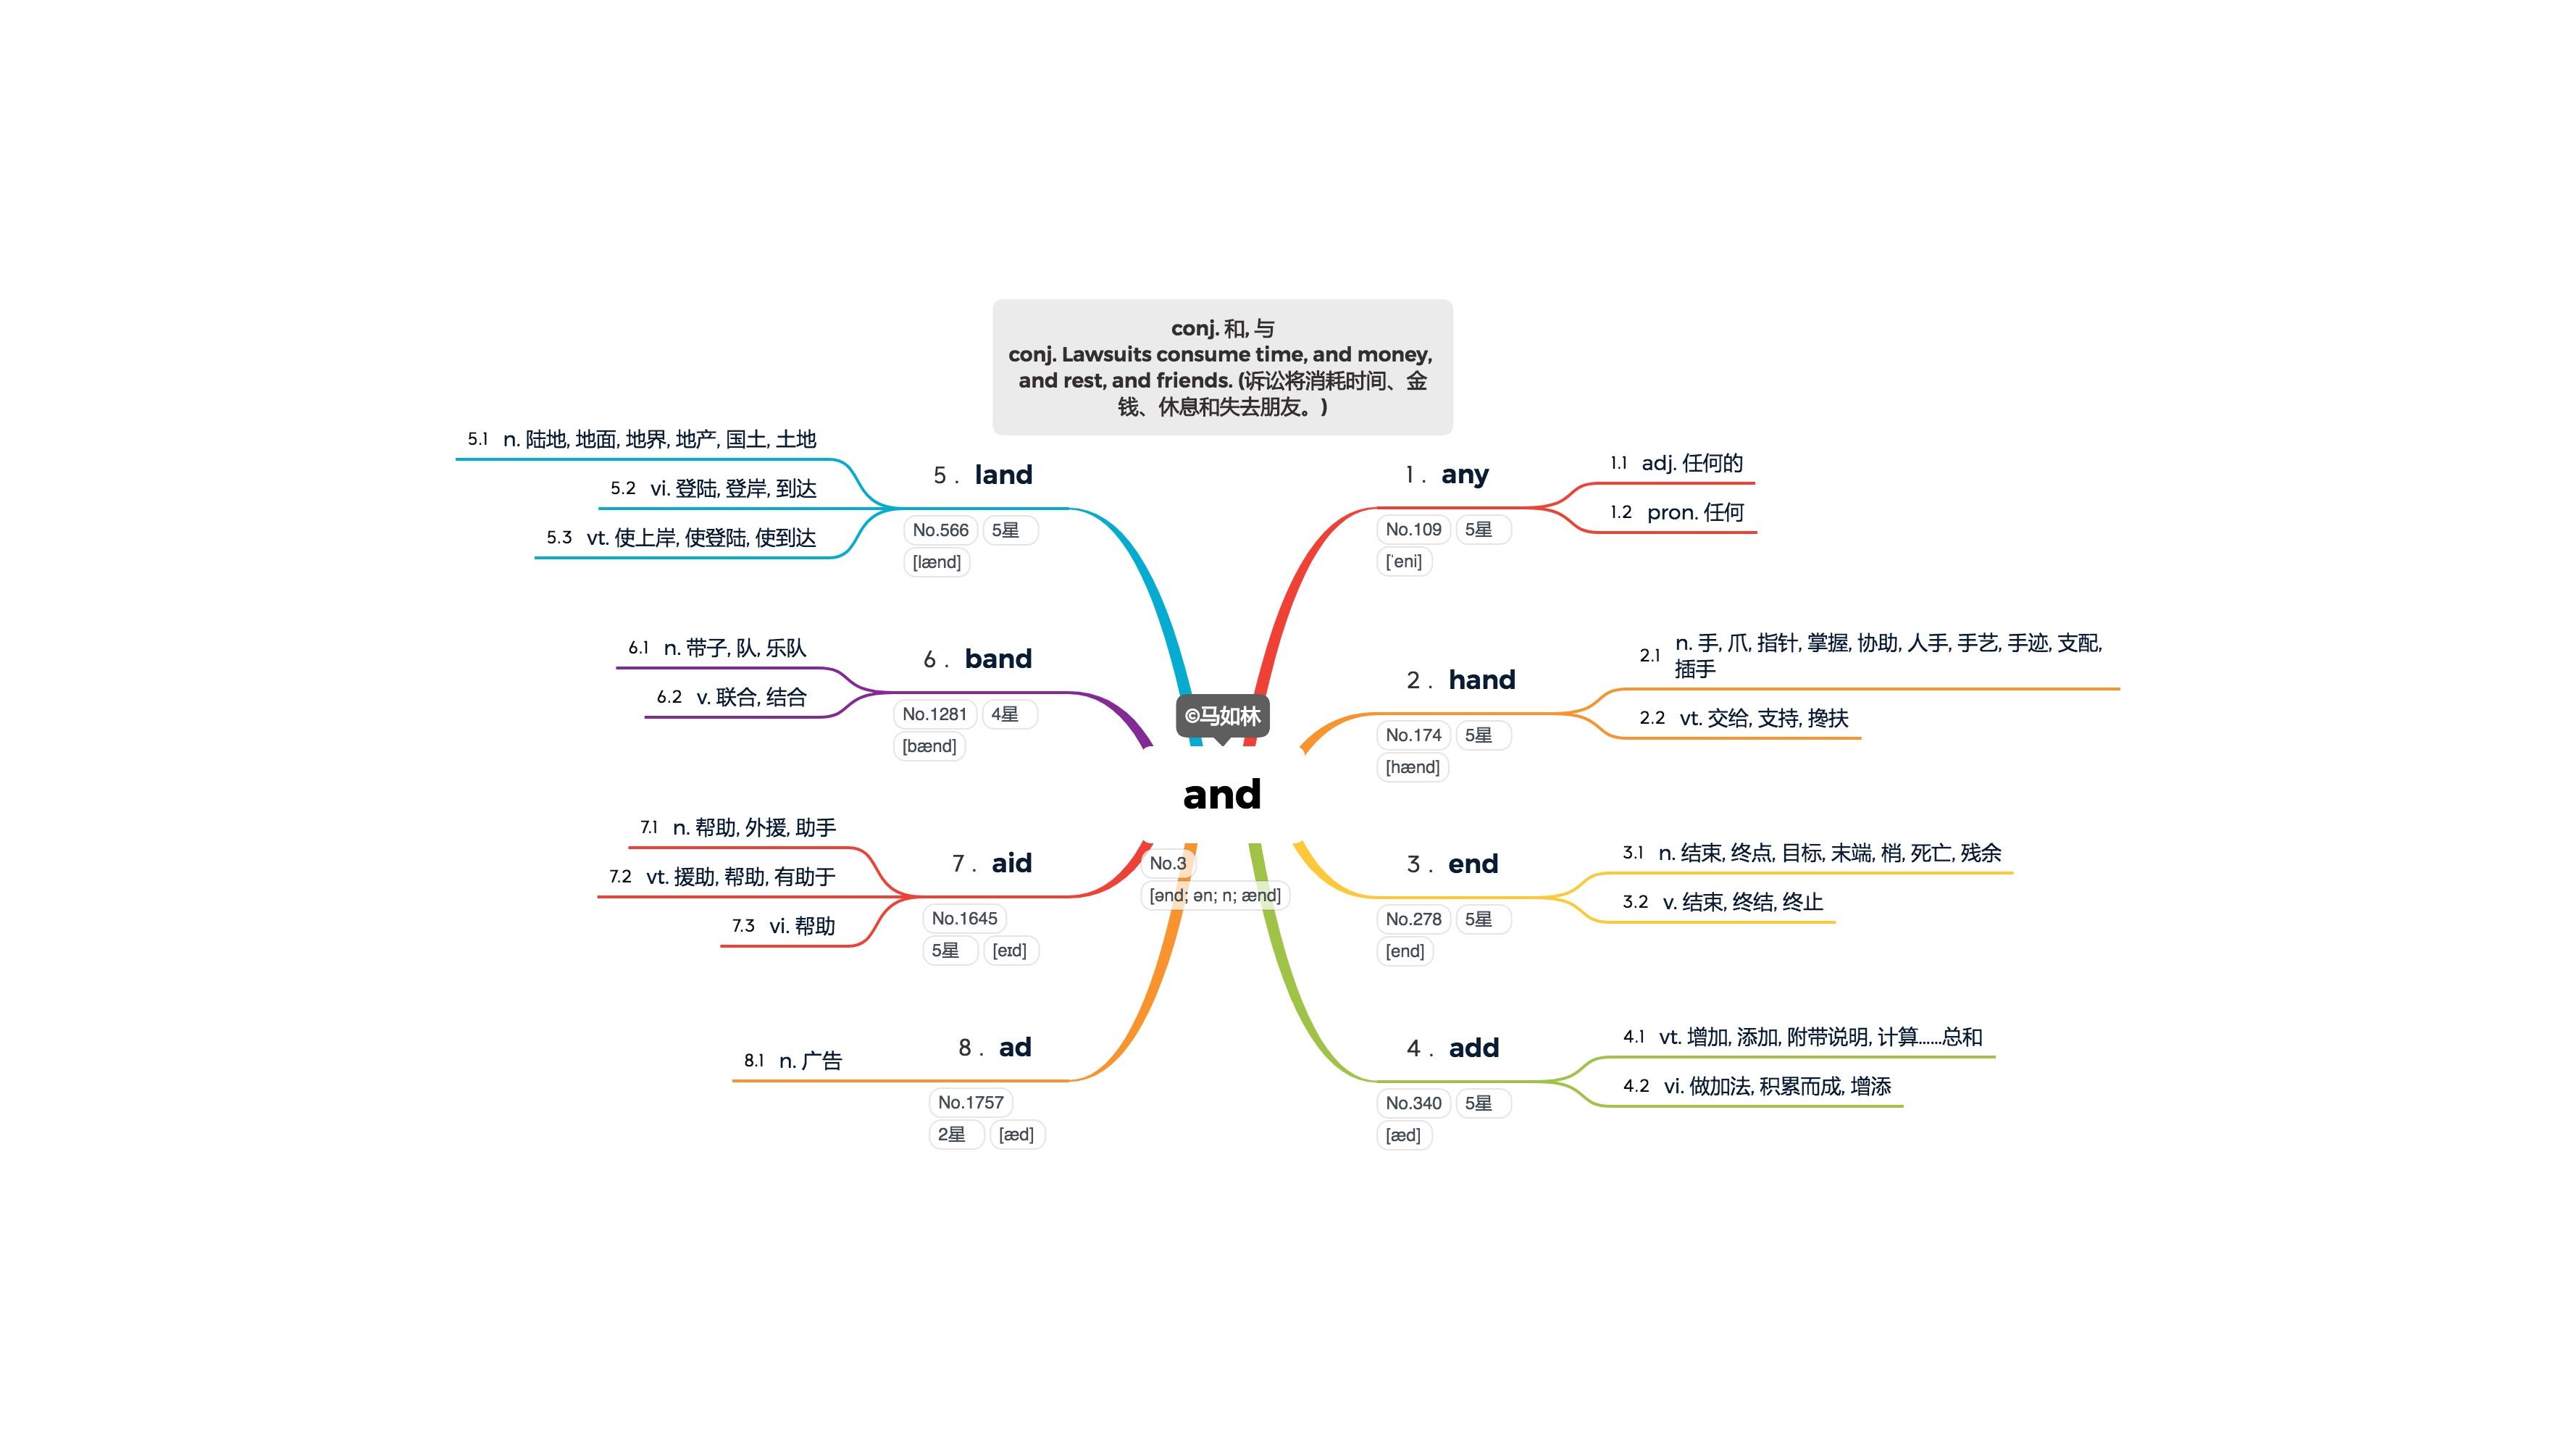 conj. 和, 与
conj. Lawsuits consume time, and money,
and rest, and friends. (诉讼将消耗时间、金
钱、休息和失去朋友。)
©马如林
and
No.3
[ənd; ən; n; ænd]
1. any
No.109 5星
[ˈeni]
1.1 adj. 任何的
1.2 pron. 任何
2. hand
No.174 5星
[hænd]
2.1 n. 手, 爪, 指针, 掌握, 协助, 人手, 手艺, 手迹, 支配,
插手
2.2 vt. 交给, 支持, 搀扶
3. end
No.278 5星
[end]
3.1 n. 结束, 终点, 目标, 末端, 梢, 死亡, 残余
3.2 v. 结束, 终结, 终止
4. add
No.340 5星
[æd]
4.1 vt. 增加, 添加, 附带说明, 计算……总和
4.2 vi. 做加法, 积累而成, 增添
5. land
No.566 5星
[lænd]
5.1 n. 陆地, 地面, 地界, 地产, 国土, 土地
5.2 vi. 登陆, 登岸, 到达
5.3 vt. 使上岸, 使登陆, 使到达
6. band
No.1281 4星
[bænd]
6.1 n. 带子, 队, 乐队
6.2 v. 联合, 结合
7. aid
No.1645
5星 [eɪd]
7.1 n. 帮助, 外援, 助手
7.2 vt. 援助, 帮助, 有助于
7.3 vi. 帮助
8. ad
No.1757
2星 [æd]
8.1 n. 广告